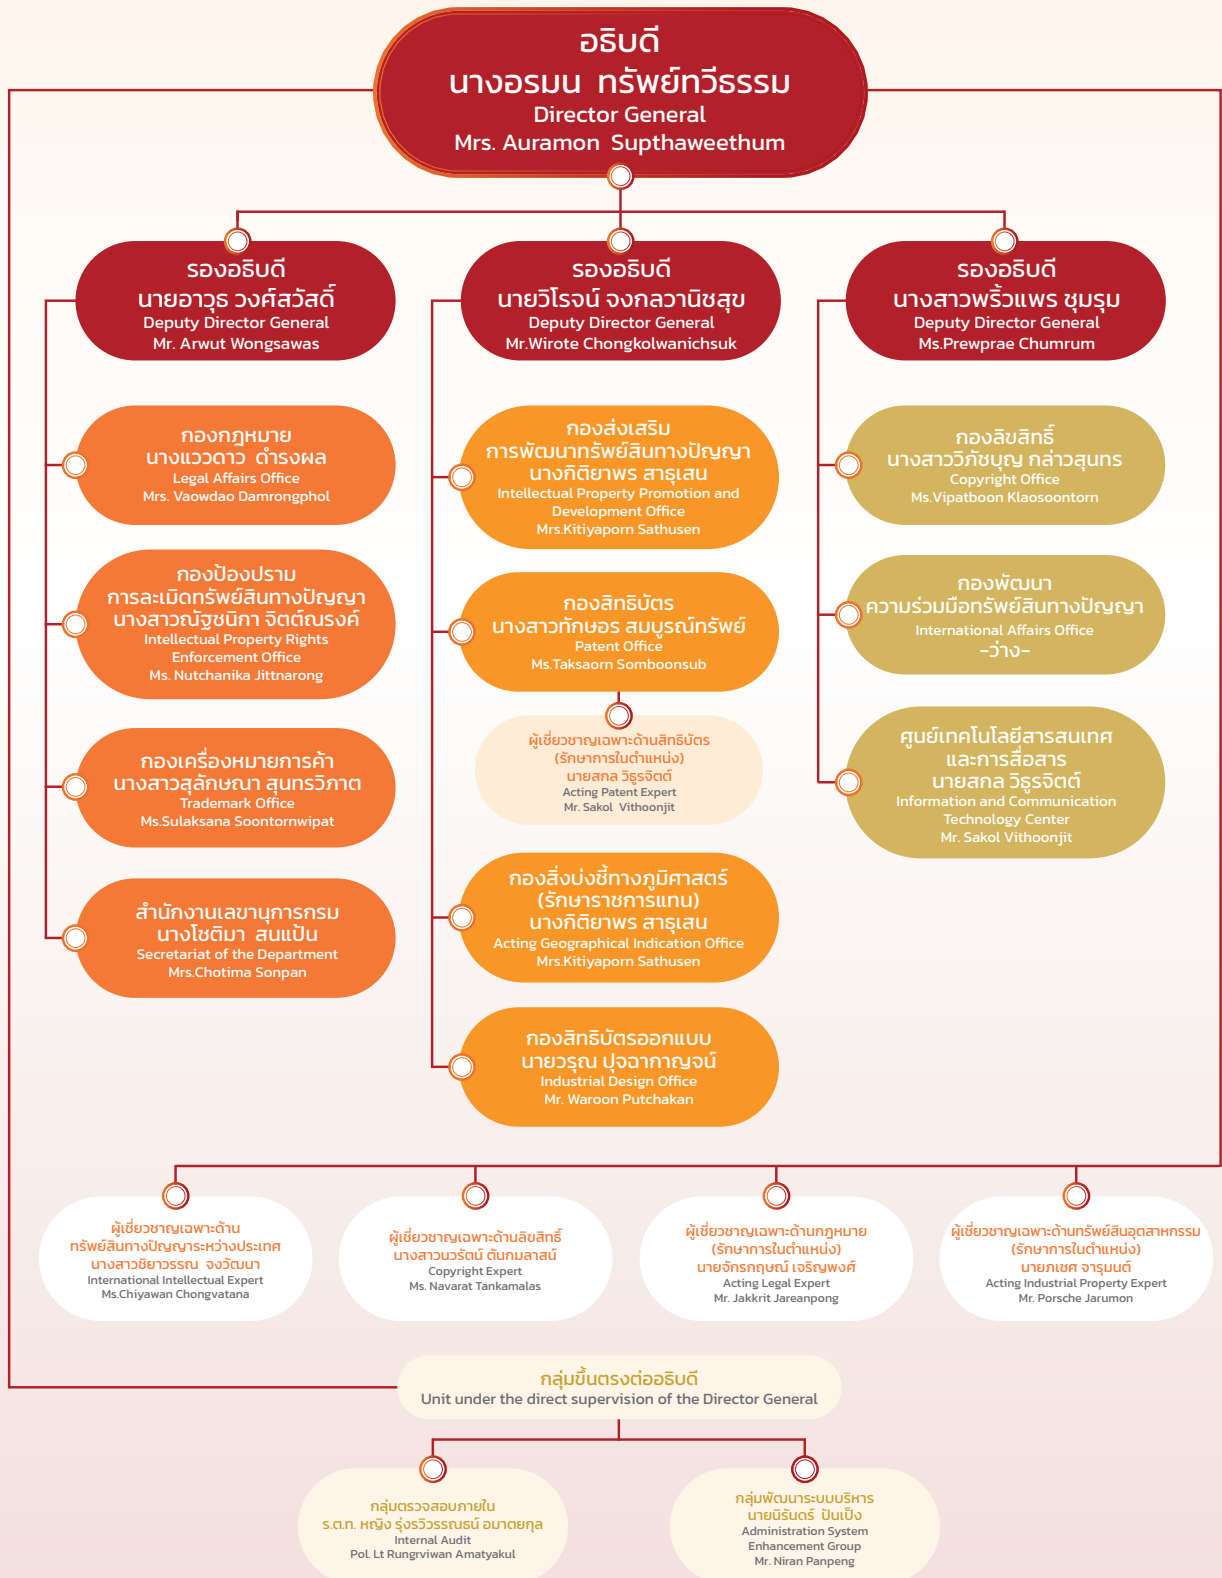 อธิบดี
นางอรมน ทรัพย์ทวีธรรม
Director General
Mrs. Auramon Supthaweethum
รองอธิบดี
นายอาวุธ วงศ์สวัสดิ์
Deputy Director General
Mr. Arwut Wongsawas
รองอธิบดี
นายวิโรจน์ จงกลวานิชสุข
Deputy Director General
Mr.Wirote Chongkolwanichsuk
รองอธิบดี
นางสาวพริ้วแพร ชุมรุม
Deputy Director General
Ms.Prewprae Chumrum
กองกฎหมาย
นางแววดาว ดำรงผล
Legal Affairs Office
Mrs. Vaowdao Damrongphol
กองป้องปราม
การละเมิดทรัพย์สินทางปัญญา
นางสาวณัฐชนิกา จิตต์ณรงค์
Intellectual Property Rights
Enforcement Office
Ms. Nutchanika Jittnarong
กองเครื่องหมายการค้า
นางสาวสุลักษณา สุนทรวิภาต
Trademark Office
Ms.Sulaksana Soontornwipat
สำนักงานเลขานุการกรม
นางโชติมา สนแป้น
Secretariat of the Department
Mrs.Chotima Sonpan
กองส่งเสริม
การพัฒนาทรัพย์สินทางปัญญา
นางกิติยาพร สาธุเสน
Intellectual Property Promotion and
Development Office
Mrs.Kitiyaporn Sathusen
กองสิทธิบัตร
นางสาวทักษอร สมบูรณ์ทรัพย์
Patent Office
Ms.Taksaorn Somboonsub
ผู้เชี่ยวชาญเฉพาะด้านสิทธิบัตร
(รักษาการในตำแหน่ง)
นายสกล วิธูรจิตต์
Acting Patent Expert
Mr. Sakol Vithoonjit
กองสิ่งบ่งชี้ทางภูมิศาสตร์
(รักษาราชการแทน)
นางกิติยาพร สาธุเสน
Acting Geographical Indication Office
Mrs.Kitiyaporn Sathusen
กองสิทธิบัตรออกแบบ
นายวรุณ ปุจฉากาญจน์
Industrial Design Office
Mr. Waroon Putchakan
กองลิขสิทธิ์
นางสาววิภัชบุญ กล่าวสุนทร
Copyright Office
Ms.Vipatboon Klaosoontorn
กองพัฒนา
ความร่วมมือทรัพย์สินทางปัญญา
International Affairs Office
-ว่าง-
ศูนย์เทคโนโลยีสารสนเทศ
และการสื่อสาร
นายสกล วิธูรจิตต์
Information and Communication
Technology Center
Mr. Sakol Vithoonjit
ผู้เชี่ยวชาญเฉพาะด้าน
ทรัพย์สินทางปัญญาระหว่างประเทศ
นางสาวชิยาวรรณ จงวัฒนา
International Intellectual Expert
Ms.Chiyawan Chongvatana
ผู้เชี่ยวชาญเฉพาะด้านลิขสิทธิ์
นางสาวนวรัตน์ ตันกมลาสน์
Copyright Expert
Ms. Navarat Tankamalas
ผู้เชี่ยวชาญเฉพาะด้านกฎหมาย
(รักษาการในตำแหน่ง)
นายจักรกฤษณ์ เจริญพงศ์
Acting Legal Expert
Mr. Jakkrit Jareanpong
ผู้เชี่ยวชาญเฉพาะด้านทรัพย์สินอุตสาหกรรม
(รักษาการในตำแหน่ง)
นายภเชศ จารุมนต์
Acting Industrial Property Expert
Mr. Porsche Jarumon
กลุ่มขึ้นตรงต่ออธิบดี
Unit under the direct supervision of the Director General
กลุ่มตรวจสอบภายใน
ร.ต.ท. หญิง รุ่งรวิวรรณธน์ อมาตยกุล
Internal Audit
Pol. Lt Rungrviwan Amatyakul
กลุ่มพัฒนาระบบบริหาร
นายนิรันดร์ ปันเป็ง
Administration System
Enhancement Group
Mr. Niran Panpeng